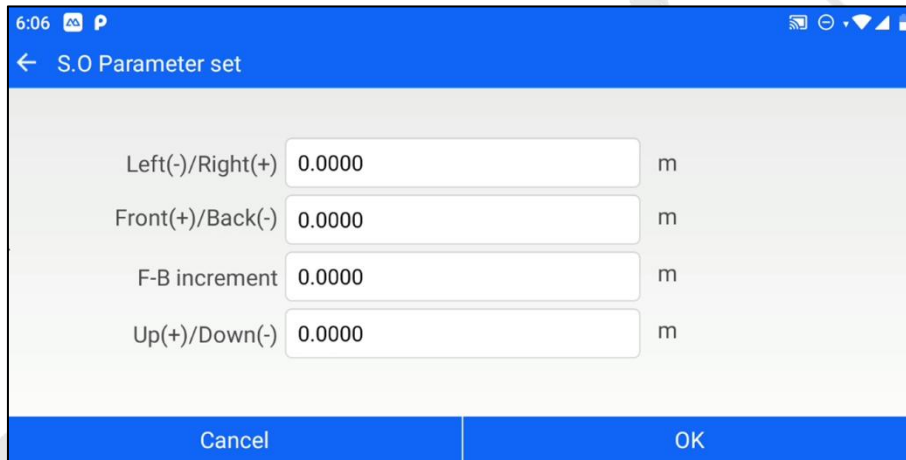 6:06
S.O Parameter set
Left(-)/Right(+) 0.0000 m
Front(+)/Back(-) 0.0000 m
F-B increment 0.0000 m
Up(+)/Down(-) 0.0000 m
Cancel OK